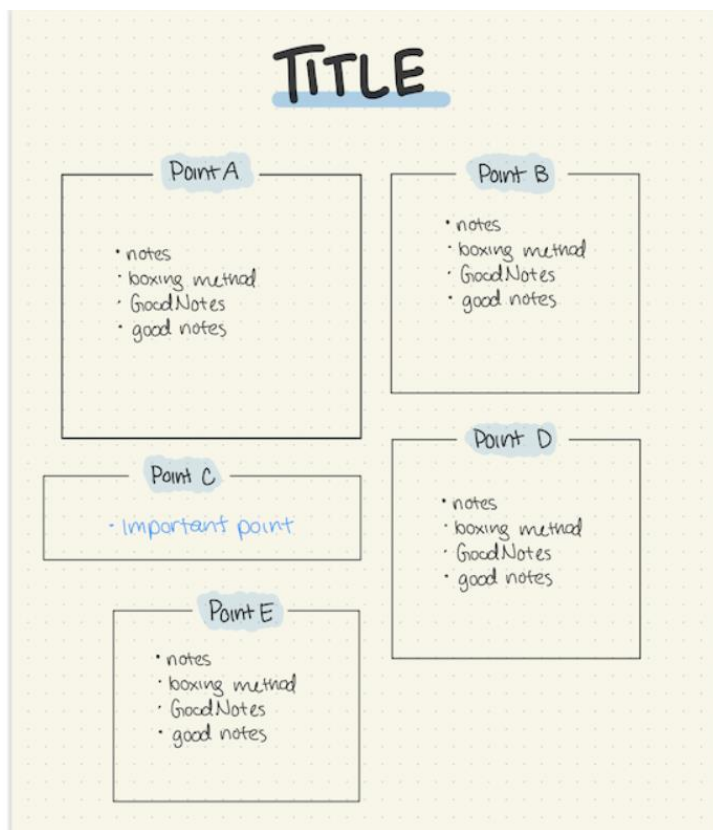 TITLE
Point A
• notes
• boxing method
• GoodNotes
• good notes
Point B
• notes
• boxing method
• GoodNotes
• good notes
Point C
• Important point
Point D
• notes
• boxing method
• GoodNotes
• good notes
Point E
• notes
• boxing method
• GoodNotes
• good notes